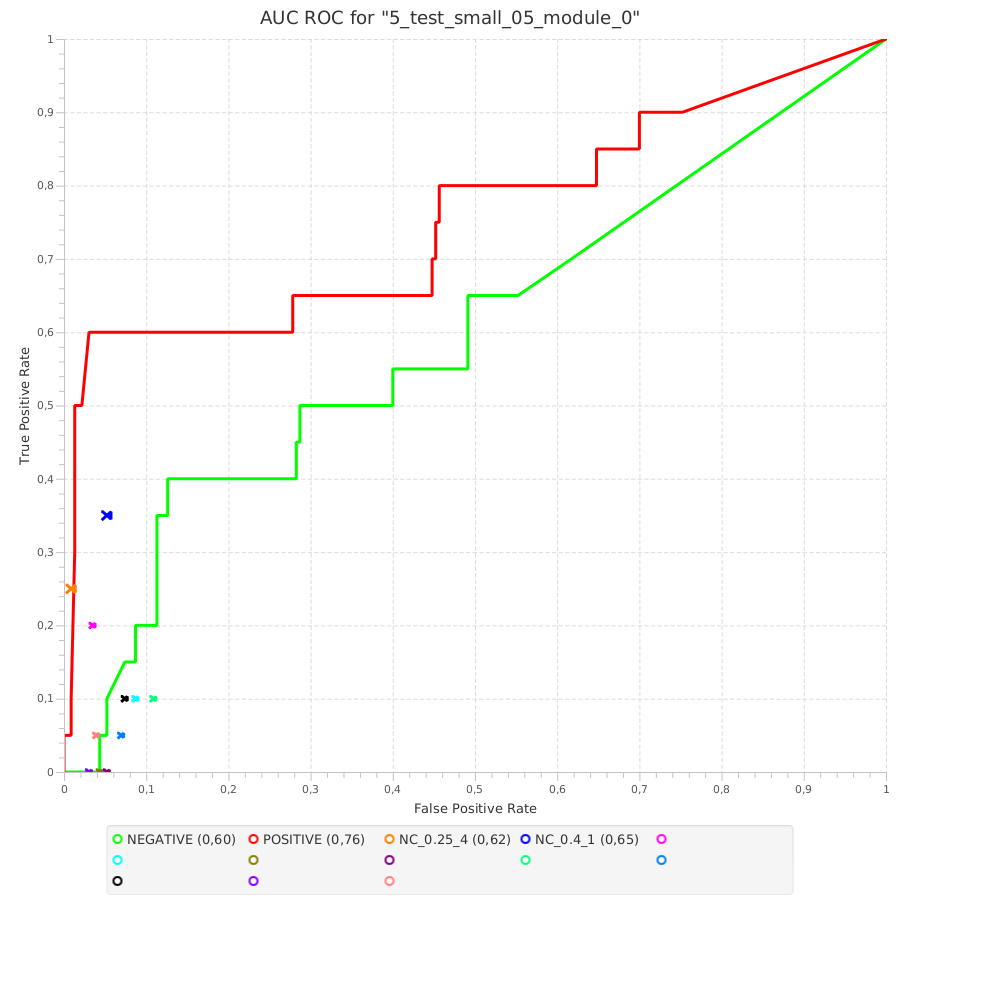 AUC ROC for "5_test_small_05_module_0"
1
0,9
0,8
0,7
0,6
0,5
0,4
0,3
0,2
0,1
0
True Positive Rate
0 0,1 0,2 0,3 0,4 0,5 0,6 0,7 0,8 0,9 1
False Positive Rate
NEGATIVE (0,60) POSITIVE (0,76) NC_0.25_4 (0,62) NC_0.4_1 (0,65)